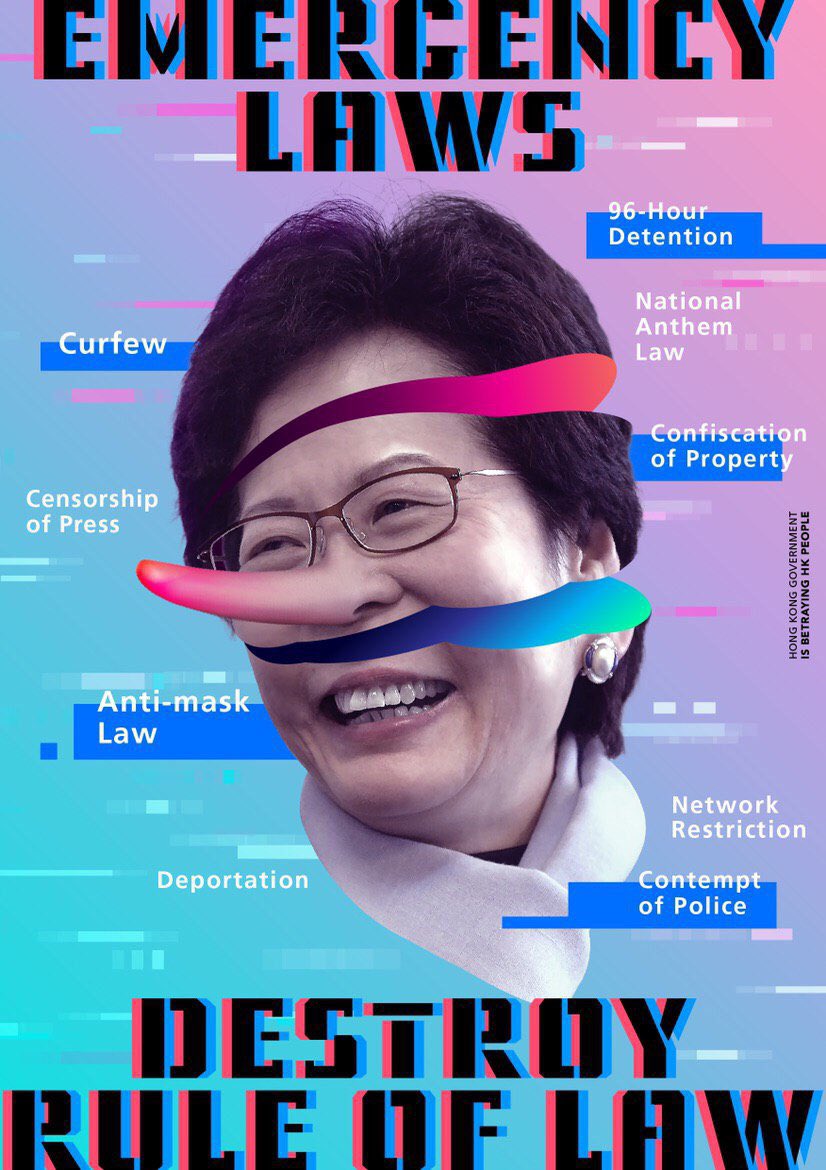 EMERGENCY
LAWS
96-Hour
Detention
National
Anthem
Law
Curfew
Confiscation
of Property
Censorship
of Press
HONG KONG GOVERNMENT
IS BETRAYING HK PEOPLE
Anti-mask
Law
Network
Restriction
Deportation
Contempt
of Police
DESTROY
RULE OF LAW